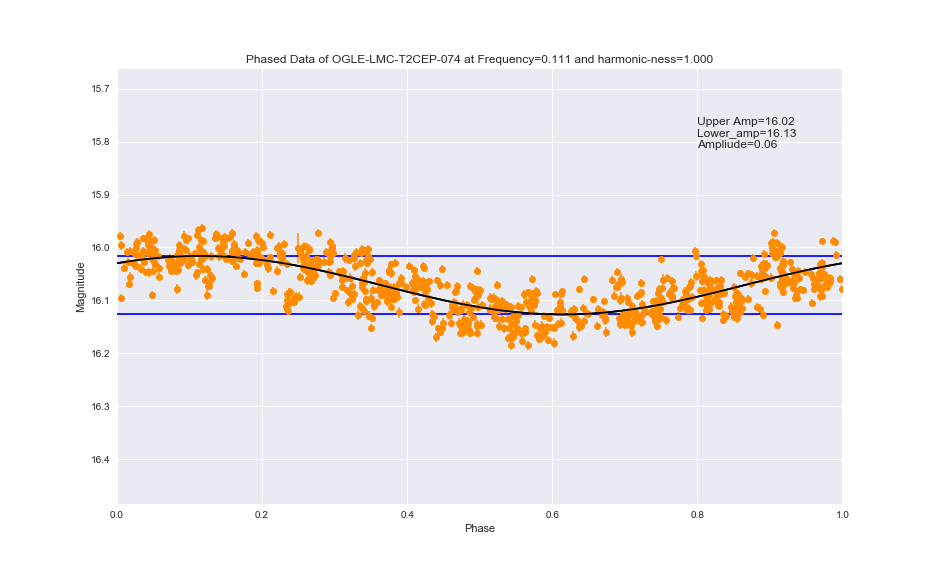 Phased Data of OGLE-LMC-T2CEP-074 at Frequency=0.111 and harmonic-ness=1.000
Upper Amp=16.02
Lower_amp=16.13
Ampliude=0.06
15.7
15.8
15.9
16.0
16.1
16.2
16.3
16.4
Magnitude
0.0 0.2 0.4 0.6 0.8 1.0
Phase